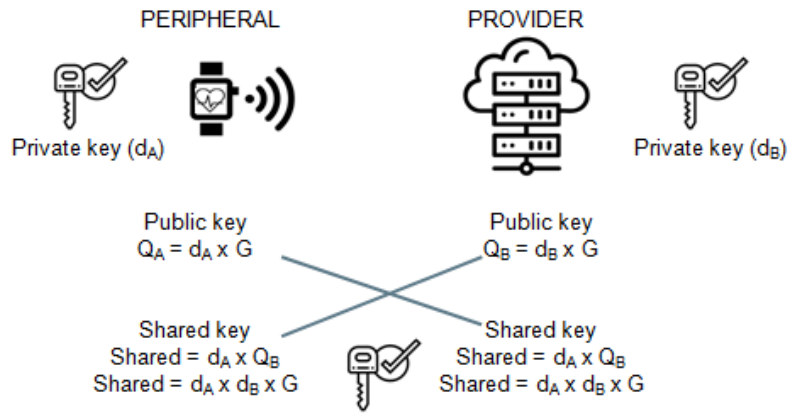 PERIPHERAL
PROVIDER
Private key (dA)
Private key (dB)
Public key
QA = dA x G
Public key
QB = dB x G
Shared key
Shared = dA x QB
Shared = dA x dB x G
Shared key
Shared = dA x QB
Shared = dA x dB x G